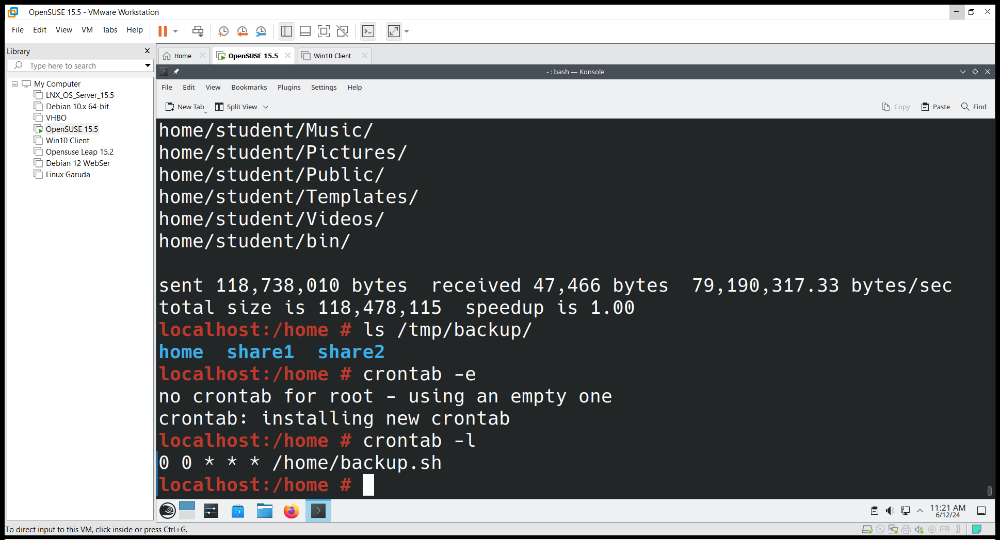 OpenSUSE 15.5 - VMware Workstation
File Edit View VM Tabs Help
Library
Type here to search
My Computer
LNX_OS_Server_15.5
Debian 10.x 64-bit
VHBO
OpenSUSE 15.5
Win10 Client
Opensuse Leap 15.2
Debian 12 WebSer
Linux Garuda
Home OpenSUSE 15.5 Win10 Client
- : bash — Konsole
File Edit View Bookmarks Plugins Settings Help
New Tab Split View Copy Paste Find
home/student/Music/
home/student/Pictures/
home/student/Public/
home/student/Templates/
home/student/Videos/
home/student/bin/
sent 118,738,010 bytes  received 47,466 bytes  79,190,317.33 bytes/sec
total size is 118,478,115  speedup is 1.00
localhost:/home # ls /tmp/backup/
home  share1  share2
localhost:/home # crontab -e
no crontab for root - using an empty one
crontab: installing new crontab
localhost:/home # crontab -l
0 0 * * * /home/backup.sh
localhost:/home #
11:21 AM
6/12/24
To direct input to this VM, click inside or press Ctrl+G.